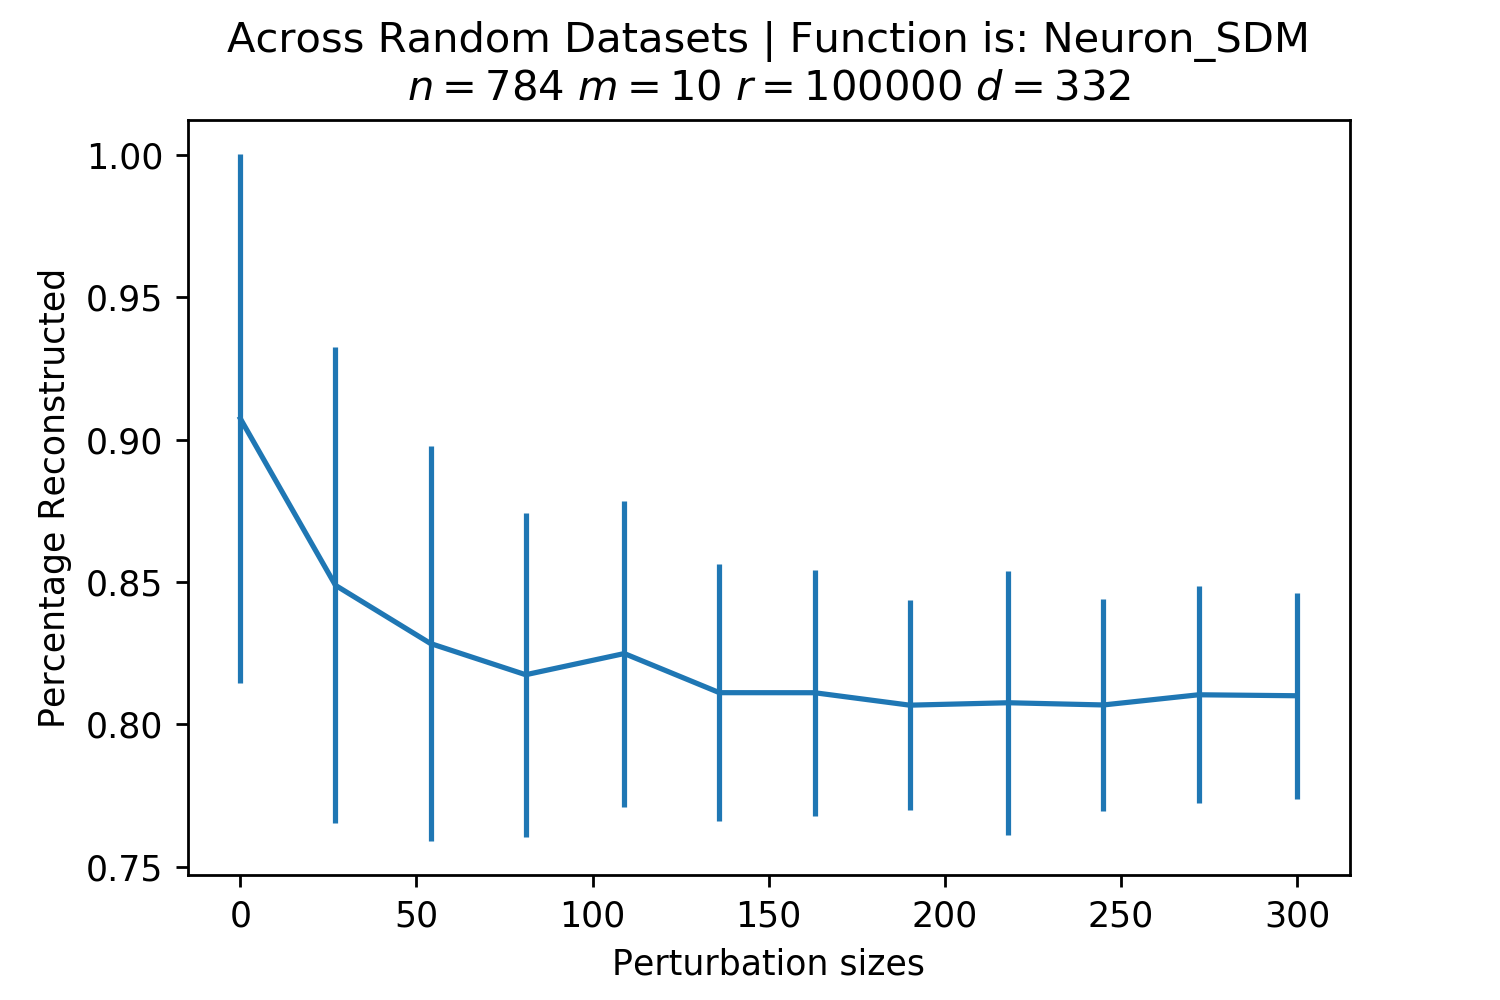 Across Random Datasets | Function is: Neuron_SDM
n = 784 m = 10 r = 100000 d = 332
Percentage Reconstructed
1.00
0.95
0.90
0.85
0.80
0.75
0 50 100 150 200 250 300
Perturbation sizes